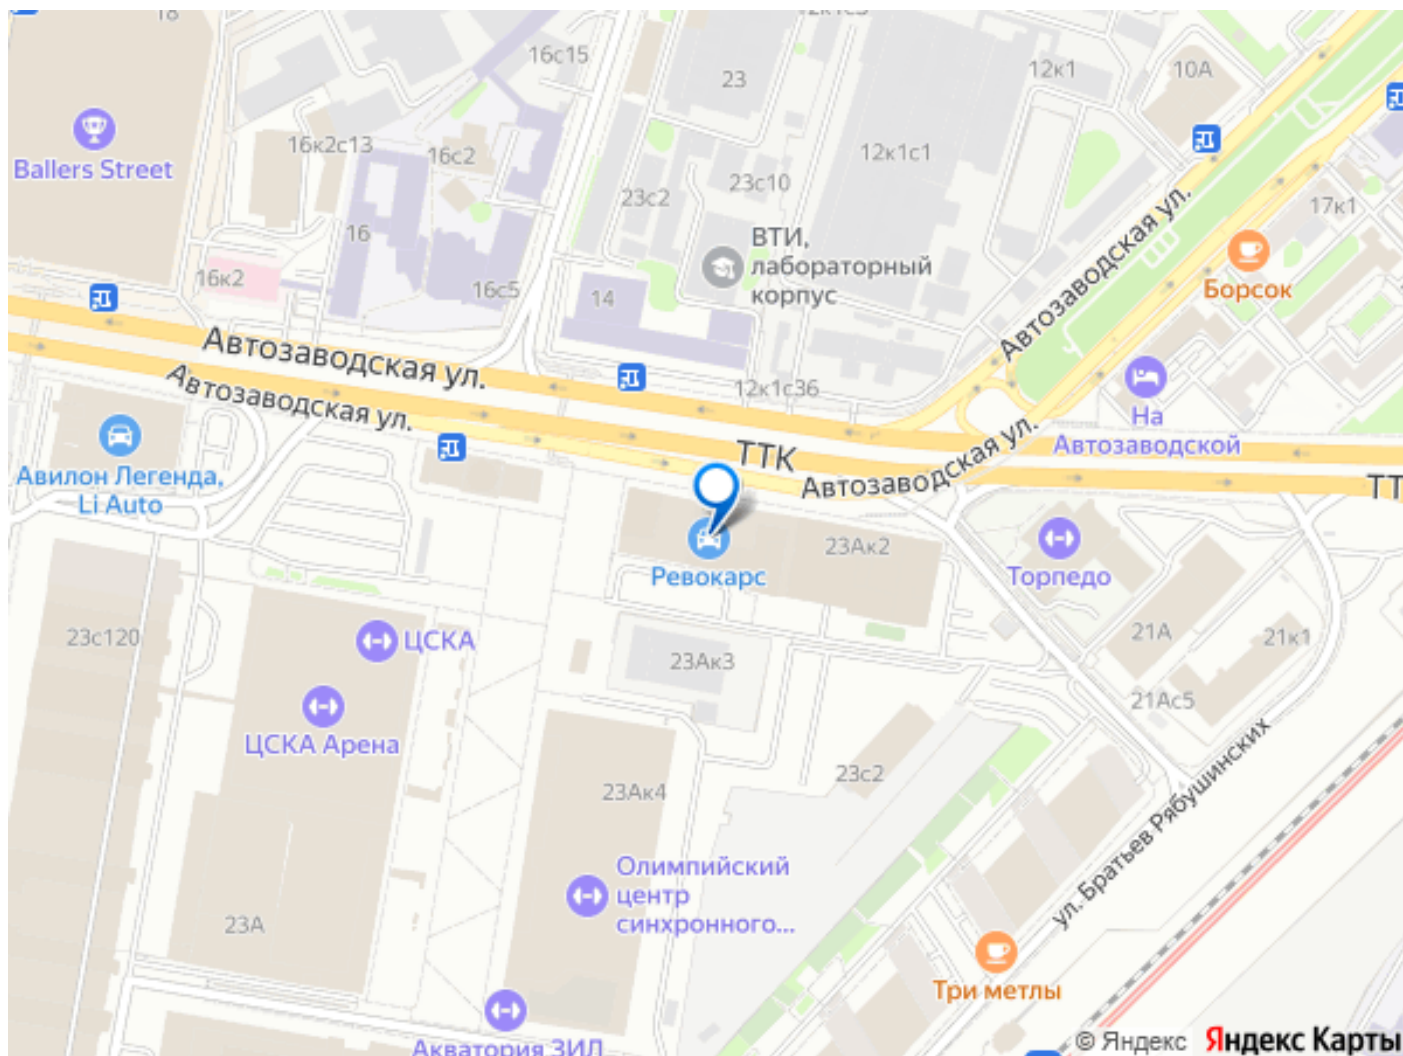 18
12к1с3
16с15
23
12к1
10А
Ballers Street
16к2с13
16с2
12к1с1
23с2
23с10
17к1
16
ВТИ,
лабораторный
корпус
16к2
16с5
14
Борсок
Автозаводская ул.
Автозаводская ул.
Автозаводская ул.
12к1с36
На
Автозаводской
ТТК
Автозаводская ул.
ТТ
Авилон Легенда,
Li Auto
23Ак2
Ревокарс
Торпедо
23с120
ЦСКА
23Ак3
21А
21к1
ЦСКА Арена
21Ас5
23с2
23Ак4
ул. Братьев Рябушинских
Олимпийский
центр
синхронного...
23А
Три метлы
Акватория ЗИЛ
© Яндекс Яндекс Карты